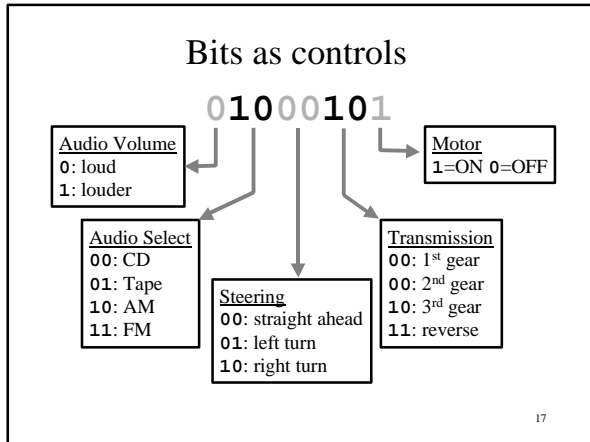 Bits as controls
01000101
Audio Volume
0: loud
1: louder
Motor
1=ON 0=OFF
Audio Select
00: CD
01: Tape
10: AM
11: FM
Steering
00: straight ahead
01: left turn
10: right turn
Transmission
00: 1st gear
00: 2nd gear
10: 3rd gear
11: reverse
17